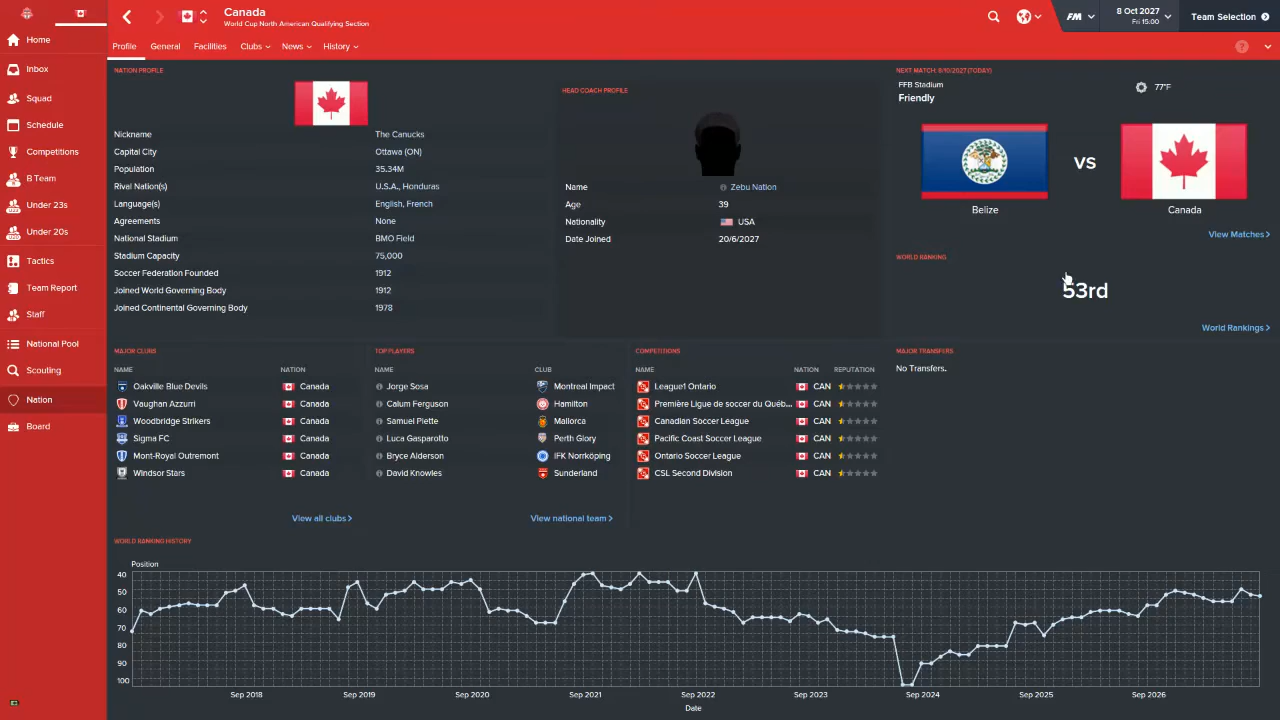 Canada
World Cup North American Qualifying Section
FM
8 Oct 2027
Fri 15:00
Team Selection
Home
Inbox
Squad
Schedule
Competitions
B Team
Under 23s
Under 20s
Tactics
Team Report
Staff
National Pool
Scouting
Nation
Board
Profile
General
Facilities
Clubs
News
History
?
NATION PROFILE
Nickname The Canucks
Capital City Ottawa (ON)
Population 35.34M
Rival Nation(s) U.S.A., Honduras
Language(s) English, French
Agreements None
National Stadium BMO Field
Stadium Capacity 75,000
Soccer Federation Founded 1912
Joined World Governing Body 1912
Joined Continental Governing Body 1978
HEAD COACH PROFILE
Name Zebu Nation
Age 39
Nationality USA
Date Joined 20/6/2027
NEXT MATCH: 8/10/2027 (TODAY)
FFB Stadium
Friendly
77°F
VS
Belize
Canada
View Matches >
WORLD RANKING
53rd
World Rankings >
MAJOR CLUBS
NAME NATION
Oakville Blue Devils Canada
Vaughan Azzurri Canada
Woodbridge Strikers Canada
Sigma FC Canada
Mont-Royal Outremont Canada
Windsor Stars Canada
View all clubs >
TOP PLAYERS
NAME CLUB
Jorge Sosa Montreal Impact
Calum Ferguson Hamilton
Samuel Piette Mallorca
Luca Gasparotto Perth Glory
Bryce Alderson IFK Norrköping
David Knowles Sunderland
View national team >
COMPETITIONS
NAME NATION REPUTATION
League1 Ontario CAN
Première Ligue de soccer du Québ... CAN
Canadian Soccer League CAN
Pacific Coast Soccer League CAN
Ontario Soccer League CAN
CSL Second Division CAN
MAJOR TRANSFERS
No Transfers.
WORLD RANKING HISTORY
Position
40
50
60
70
80
90
100
Sep 2018 Sep 2019 Sep 2020 Sep 2021 Sep 2022 Sep 2023 Sep 2024 Sep 2025 Sep 2026
Date